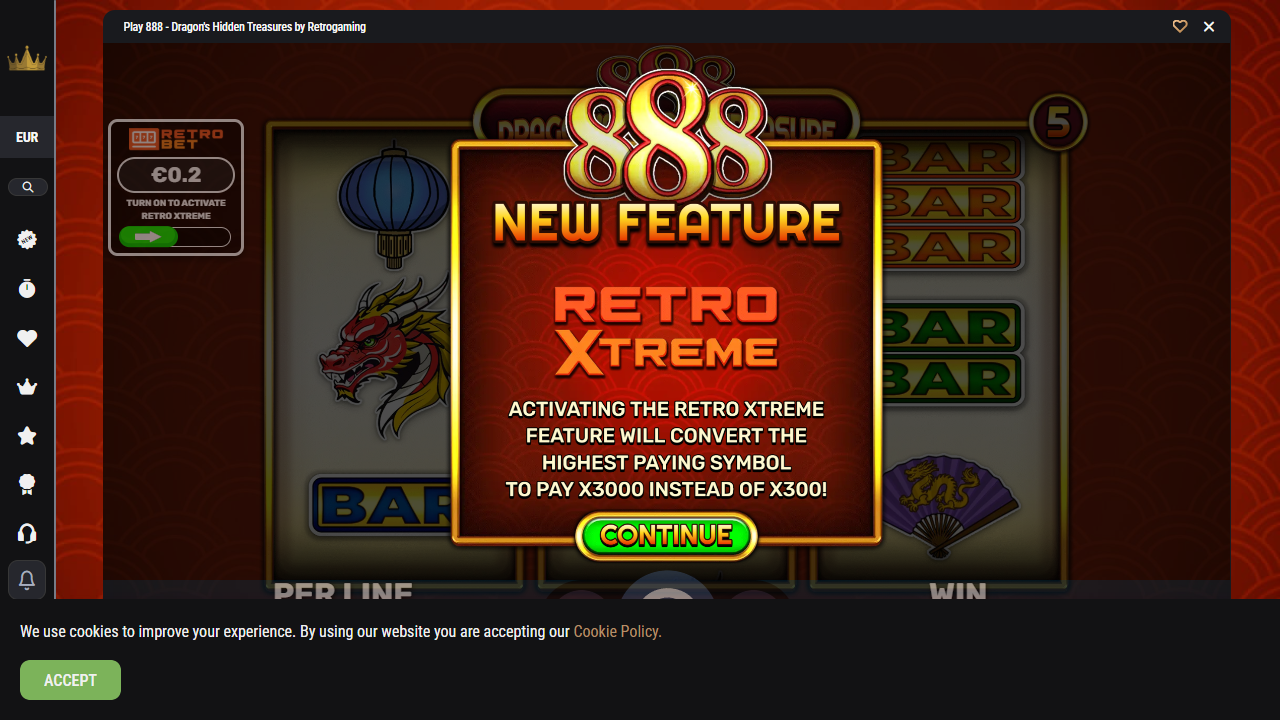 Play 888 - Dragon's Hidden Treasures by Retrogaming
EUR
NEW
RETRO
BET
€0.2
TURN ON TO ACTIVATE
RETRO XTREME
888
5
NEW FEATURE
RETRO
XTREME
ACTIVATING THE RETRO XTREME
FEATURE WILL CONVERT THE
HIGHEST PAYING SYMBOL
TO PAY X3000 INSTEAD OF X300!
CONTINUE
BAR
BAR
BAR
BAR
BAR
BAR
PER LINE
WIN
We use cookies to improve your experience. By using our website you are accepting our Cookie Policy.
ACCEPT